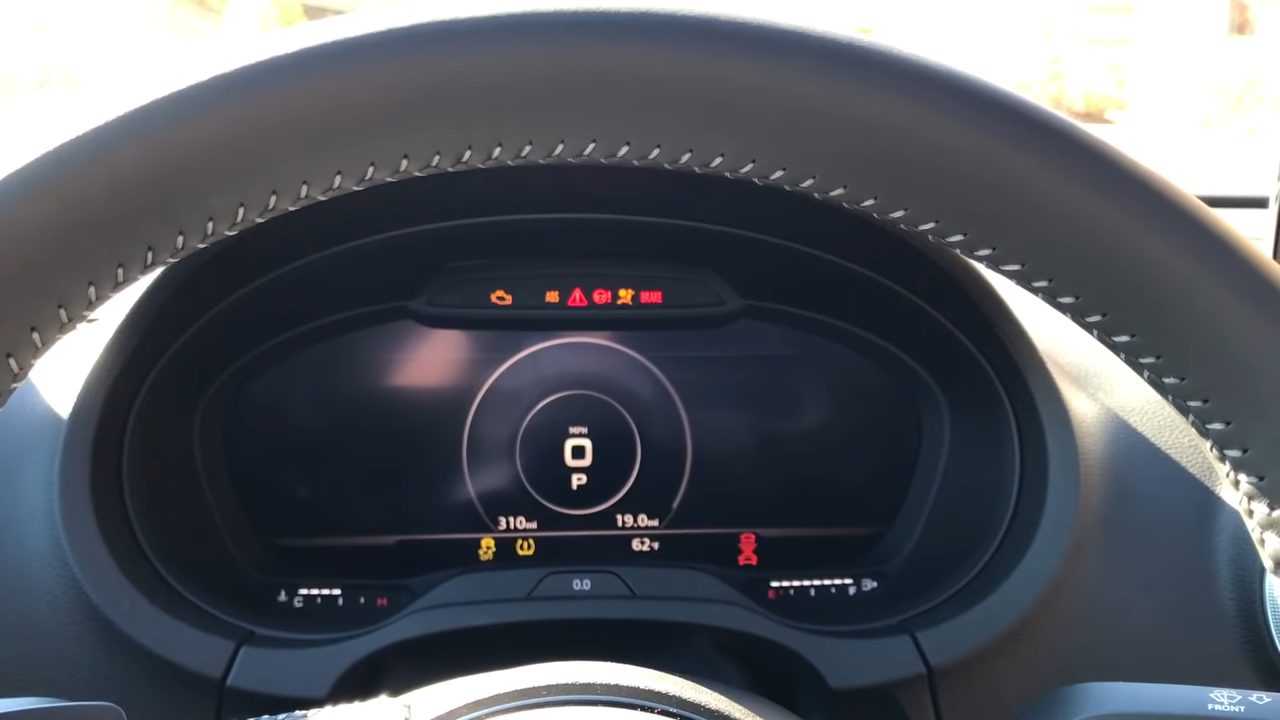 ABS BRAKE
MPH
0
P
310mi 19.0mi
62°F
0.0
C H
E F
FRONT